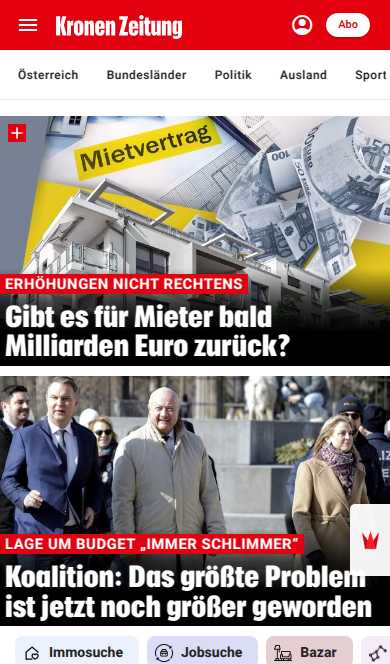 Kronen Zeitung
Abo
Österreich
Bundesländer
Politik
Ausland
Sport
Mietvertrag
ERHÖHUNGEN NICHT RECHTENS
Gibt es für Mieter bald
Milliarden Euro zurück?
LAGE UM BUDGET „IMMER SCHLIMMER“
Koalition: Das größte Problem
ist jetzt noch größer geworden
Immosuche
Jobsuche
Bazar